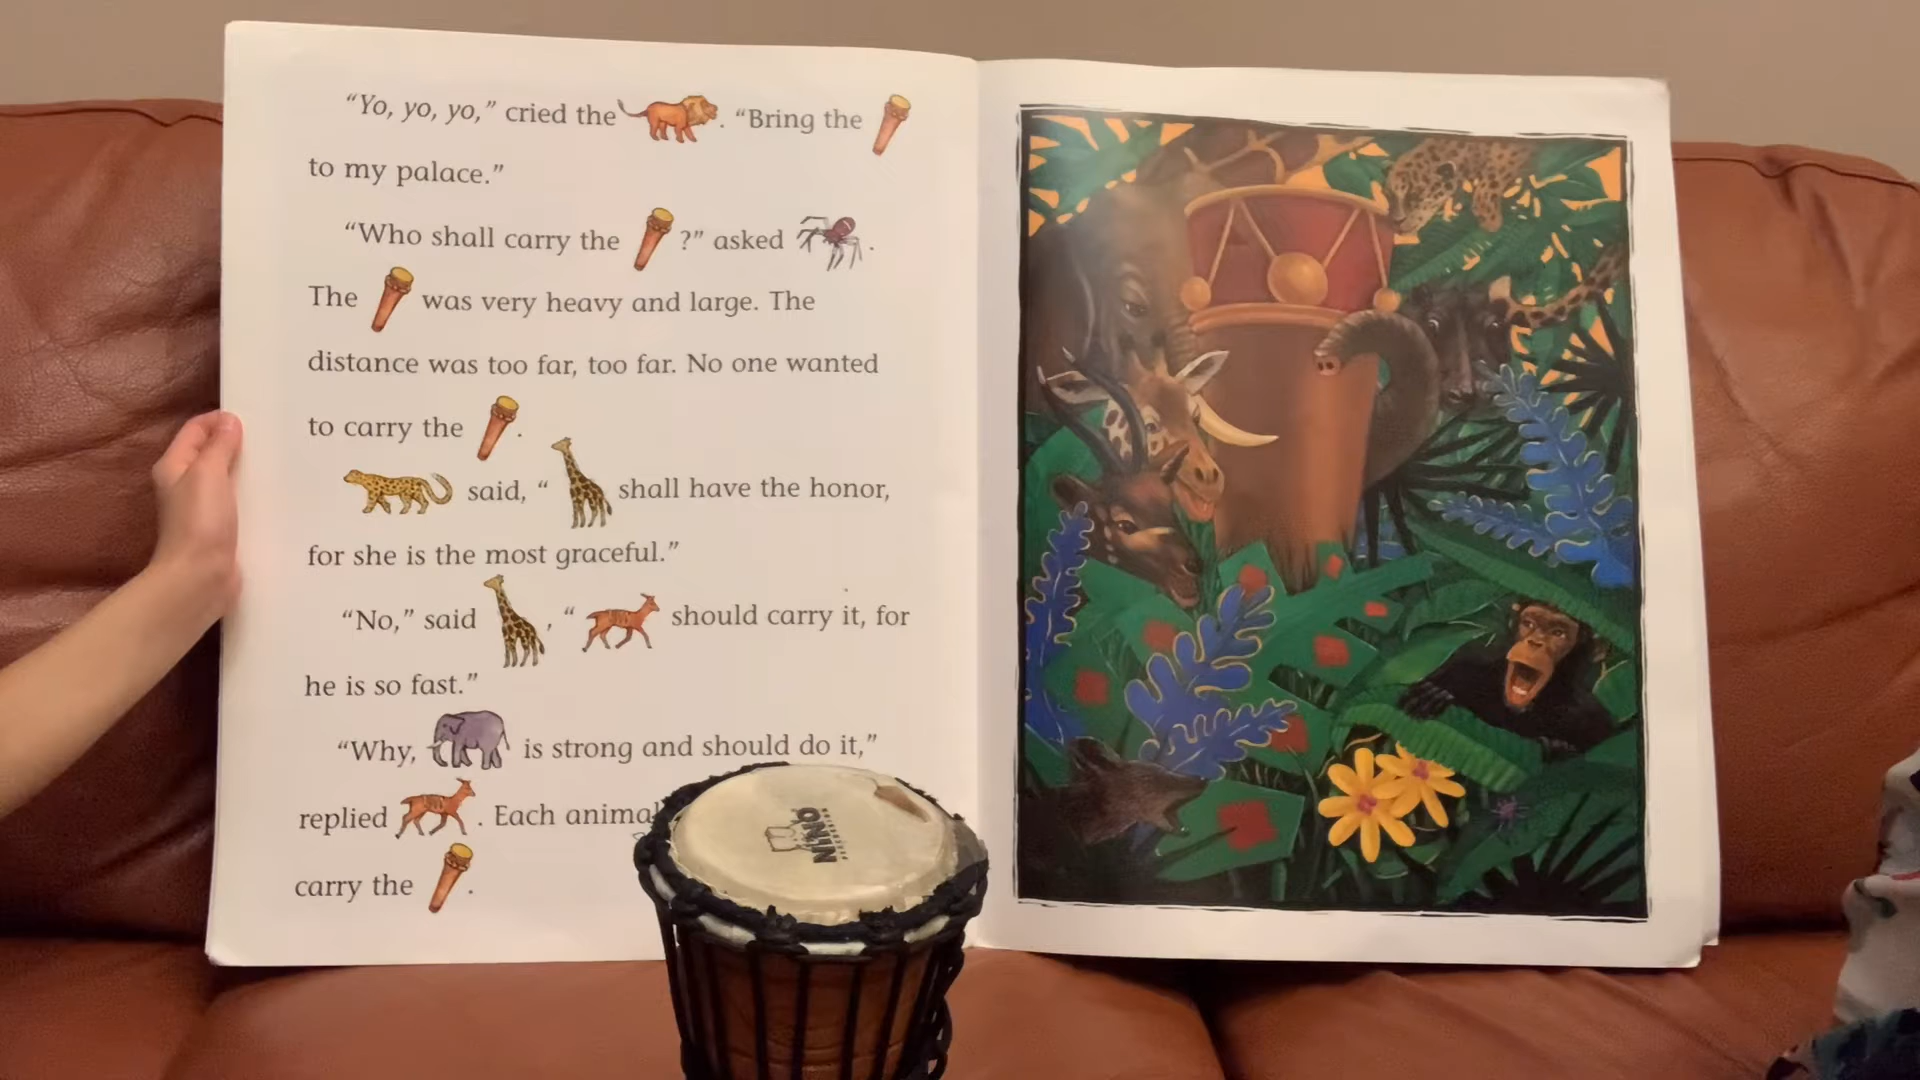 “Yo, yo, yo,” cried the . “Bring the
to my palace.”
“Who shall carry the ?” asked .
The was very heavy and large. The
distance was too far, too far. No one wanted
to carry the .
said, “ shall have the honor,
for she is the most graceful.”
“No,” said , “ should carry it, for
he is so fast.”
“Why, is strong and should do it,”
replied . Each animal
carry the .
NINO